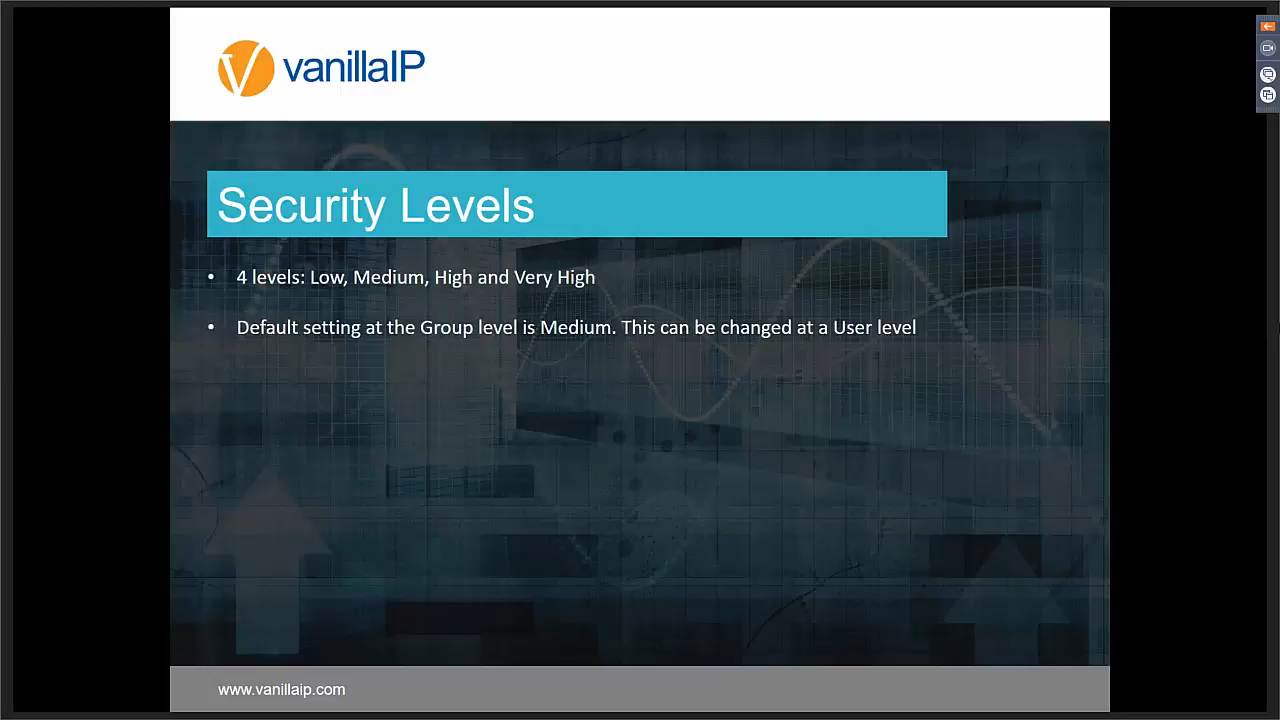 vanillaIP
Security Levels
• 4 levels: Low, Medium, High and Very High
• Default setting at the Group level is Medium. This can be changed at a User level
www.vanillaip.com